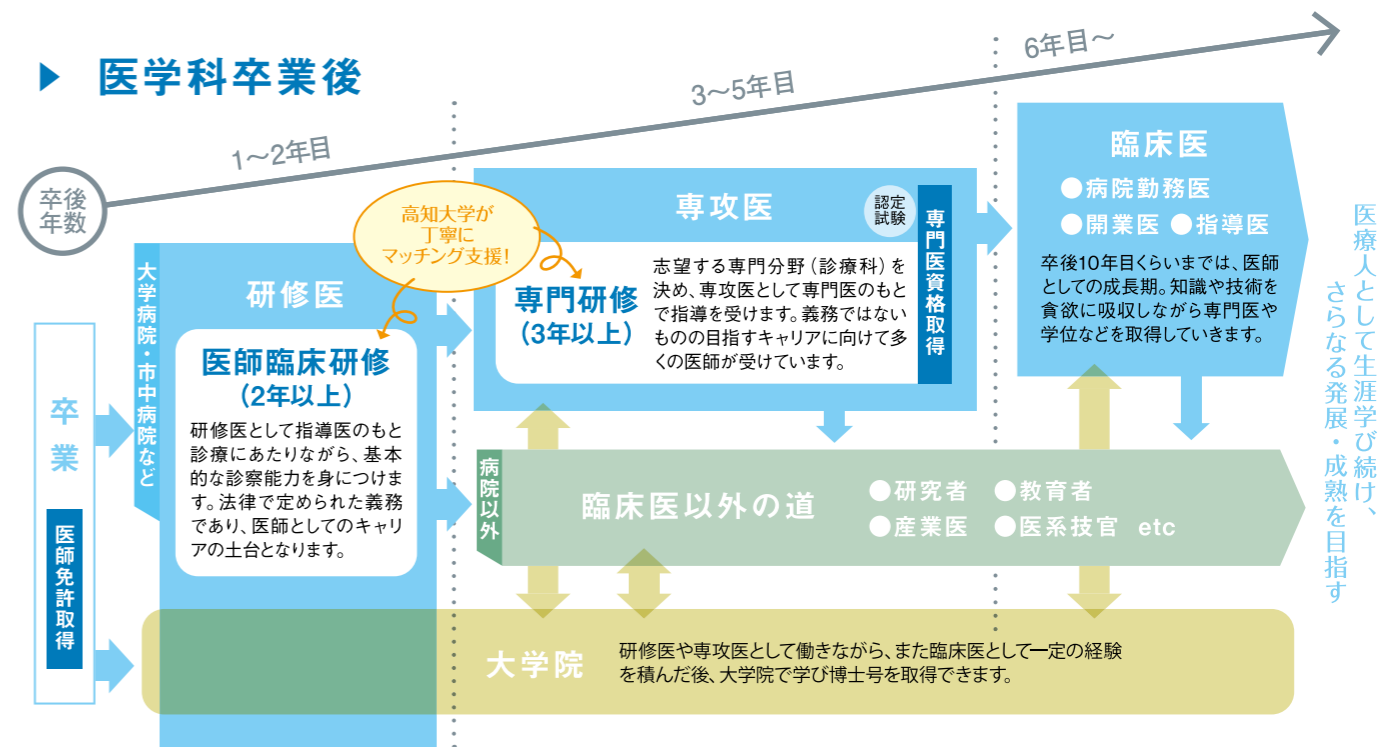 医学科卒業後
卒後
年数
1〜2年目
3〜5年目
6年目〜
卒業
医師免許取得
大学病院・市中病院など
研修医
医師臨床研修
(2年以上)
研修医として指導医のもと
診療にあたりながら、基本
的な診察能力を身につけま
す。法律で定められた義務
であり、医師としてのキャリ
アの土台となります。
高知大学が
丁寧に
マッチング支援!
専攻医
認定
試験
専門医資格取得
専門研修
(3年以上)
志望する専門分野(診療科)を
決め、専攻医として専門医のもと
で指導を受けます。義務ではない
ものの目指すキャリアに向けて多
くの医師が受けています。
臨床医
●病院勤務医
●開業医 ●指導医
卒後10年目くらいまでは、医師
としての成長期。知識や技術を
貪欲に吸収しながら専門医や
学位などを取得していきます。
病院以外
臨床医以外の道
●研究者 ●教育者
●産業医 ●医系技官 etc
大学院
研修医や専攻医として働きながら、また臨床医として一定の経験
を積んだ後、大学院で学び博士号を取得できます。
医療人として生涯学び続け、
さらなる発展・成熟を目指す